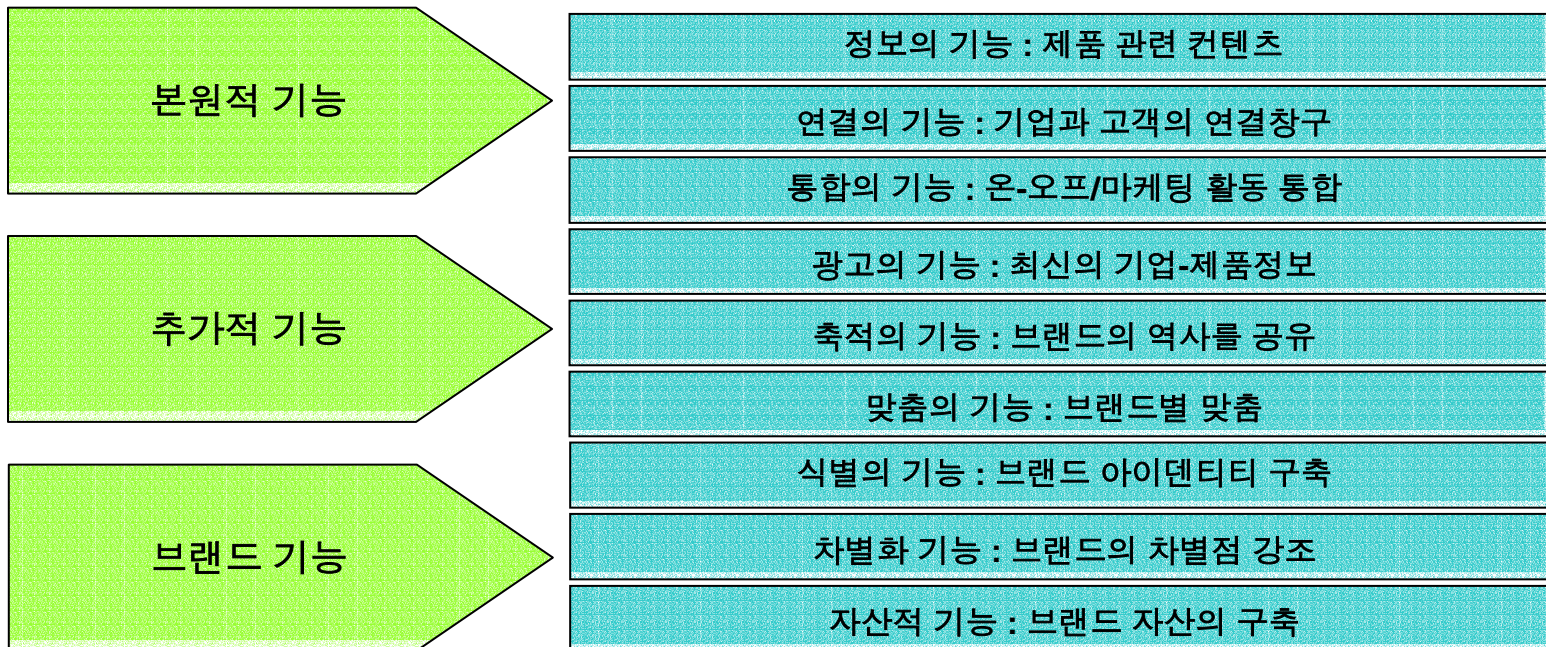 본원적 기능
정보의 기능 : 제품 관련 컨텐츠
연결의 기능 : 기업과 고객의 연결창구
통합의 기능 : 온-오프/마케팅 활동 통합
추가적 기능
광고의 기능 : 최신의 기업-제품정보
축적의 기능 : 브랜드의 역사를 공유
맞춤의 기능 : 브랜드별 맞춤
브랜드 기능
식별의 기능 : 브랜드 아이덴티티 구축
차별화 기능 : 브랜드의 차별점 강조
자산적 기능 : 브랜드 자산의 구축